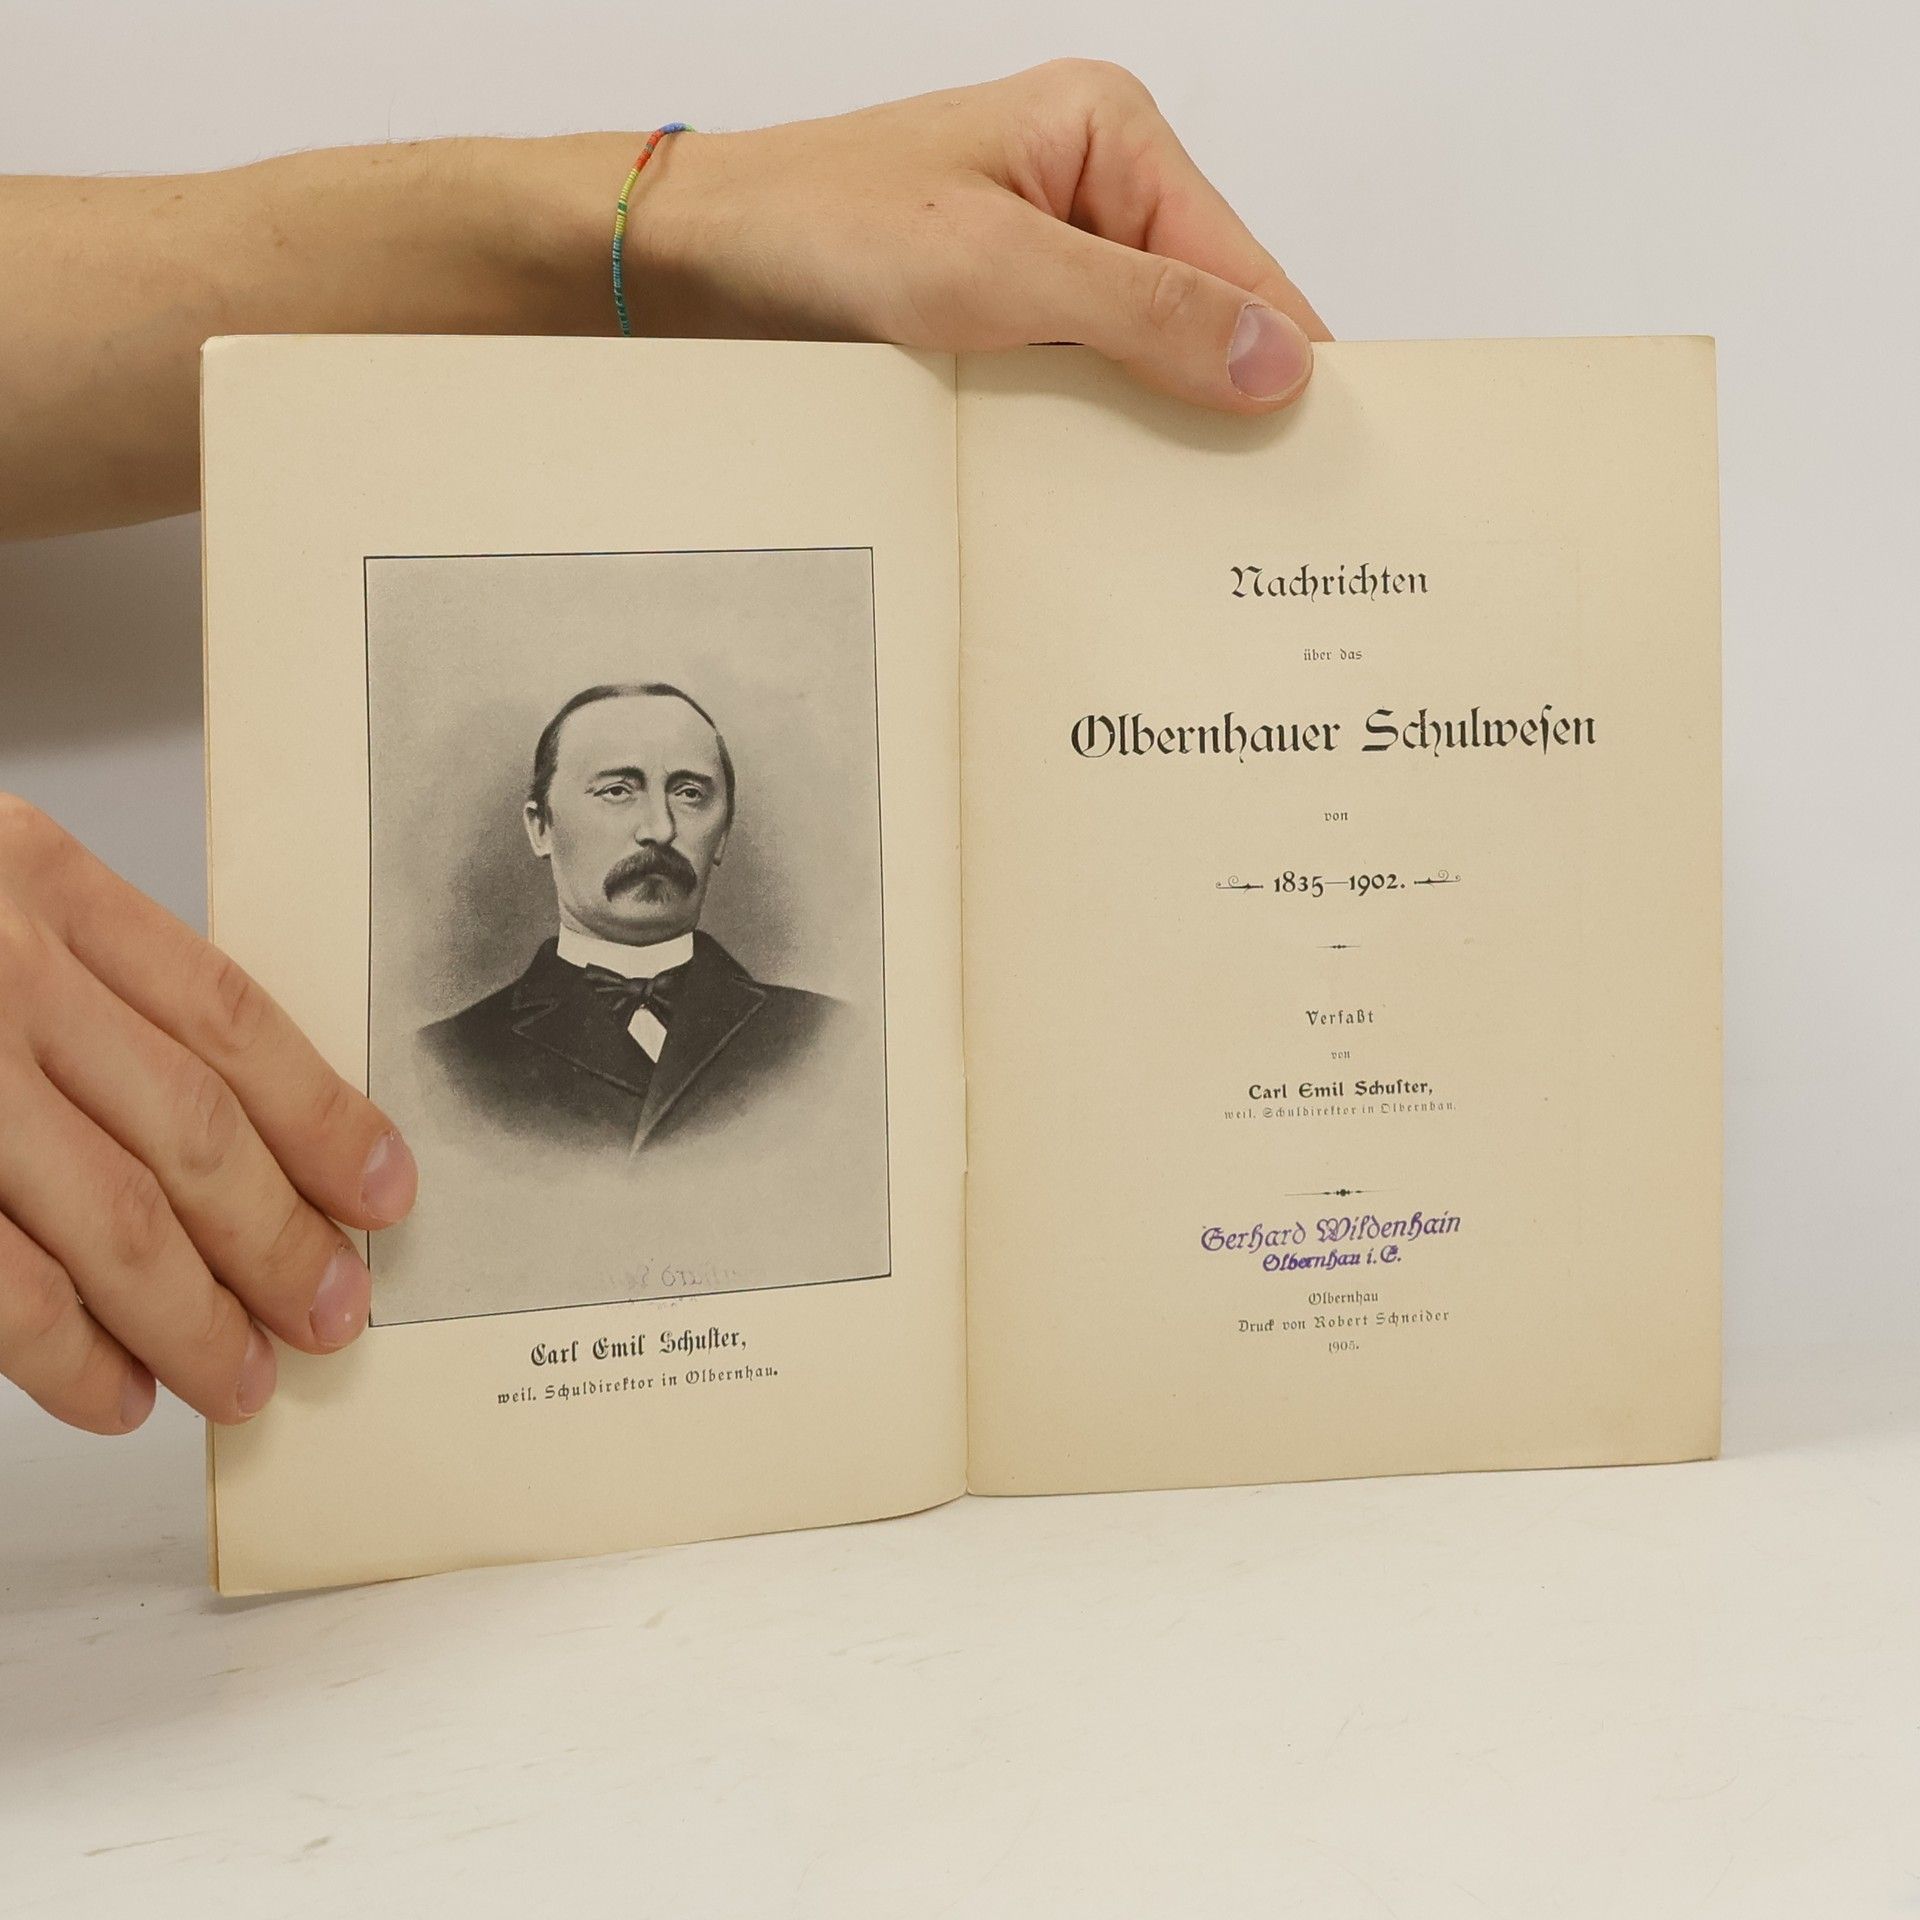 Carl Emil Schuſter,
weil. Schuldirektor in Olbernhau.
Nachrichten
über das
Olbernhauer Schulweſen
von
1835—1902.
Verfaßt
von
Carl Emil Schuſter,
weil. Schuldirektor in Olbernhau.
Gerhard Wildenhain
Olbernhau i. E.
Olbernhau
Druck von Robert Schneider
1905.